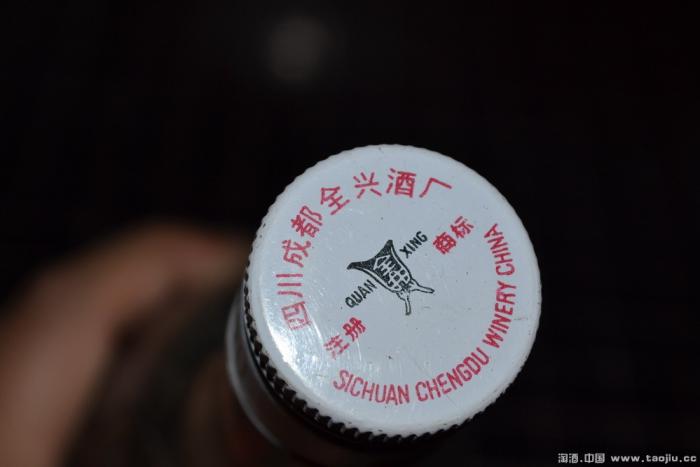 四川成都全兴酒厂
QUAN XING
注册 商标
SICHUAN CHENGDU WINERY CHINA
淘酒.中国 www.taojiu.cc